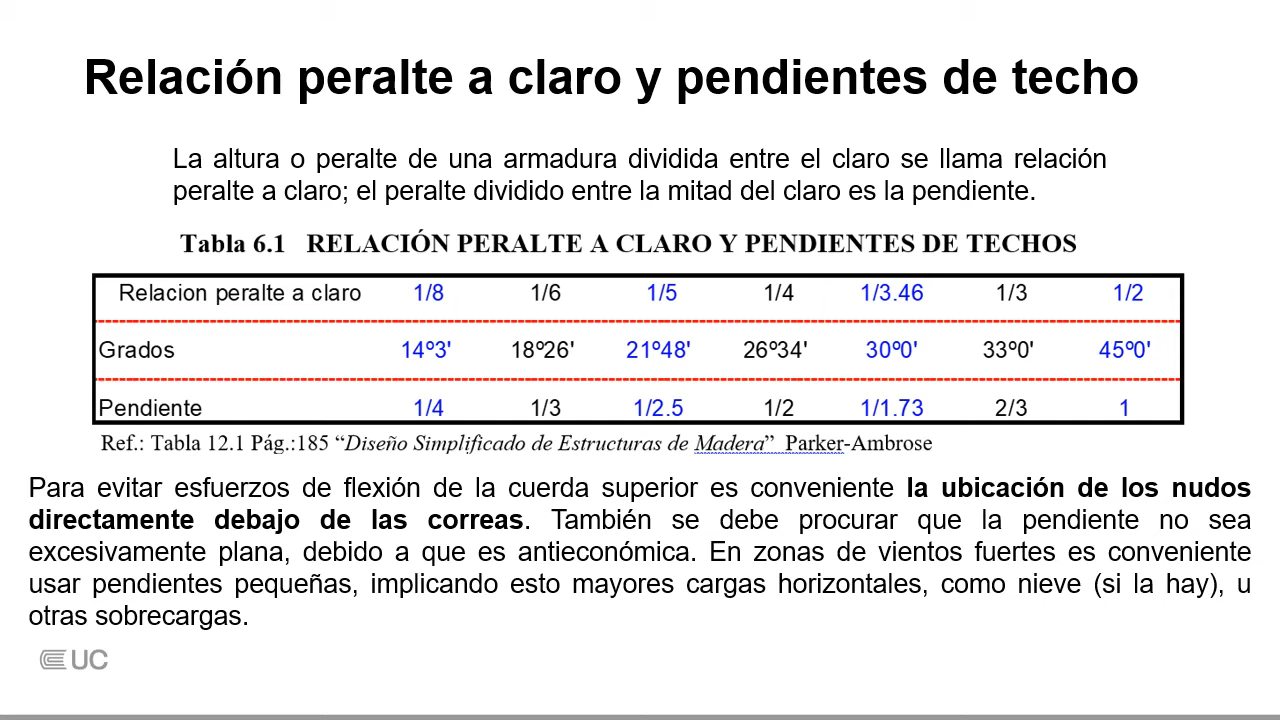 Relación peralte a claro y pendientes de techo
La altura o peralte de una armadura dividida entre el claro se llama relación
peralte a claro; el peralte dividido entre la mitad del claro es la pendiente.
Tabla 6.1 RELACIÓN PERALTE A CLARO Y PENDIENTES DE TECHOS
Relacion peralte a claro 1/8 1/6 1/5 1/4 1/3.46 1/3 1/2
Grados 14º3' 18º26' 21º48' 26º34' 30º0' 33º0' 45º0'
Pendiente 1/4 1/3 1/2.5 1/2 1/1.73 2/3 1
Ref.: Tabla 12.1 Pág.:185 “Diseño Simplificado de Estructuras de Madera” Parker-Ambrose
Para evitar esfuerzos de flexión de la cuerda superior es conveniente la ubicación de los nudos
directamente debajo de las correas. También se debe procurar que la pendiente no sea
excesivamente plana, debido a que es antieconómica. En zonas de vientos fuertes es conveniente
usar pendientes pequeñas, implicando esto mayores cargas horizontales, como nieve (si la hay), u
otras sobrecargas.
UC